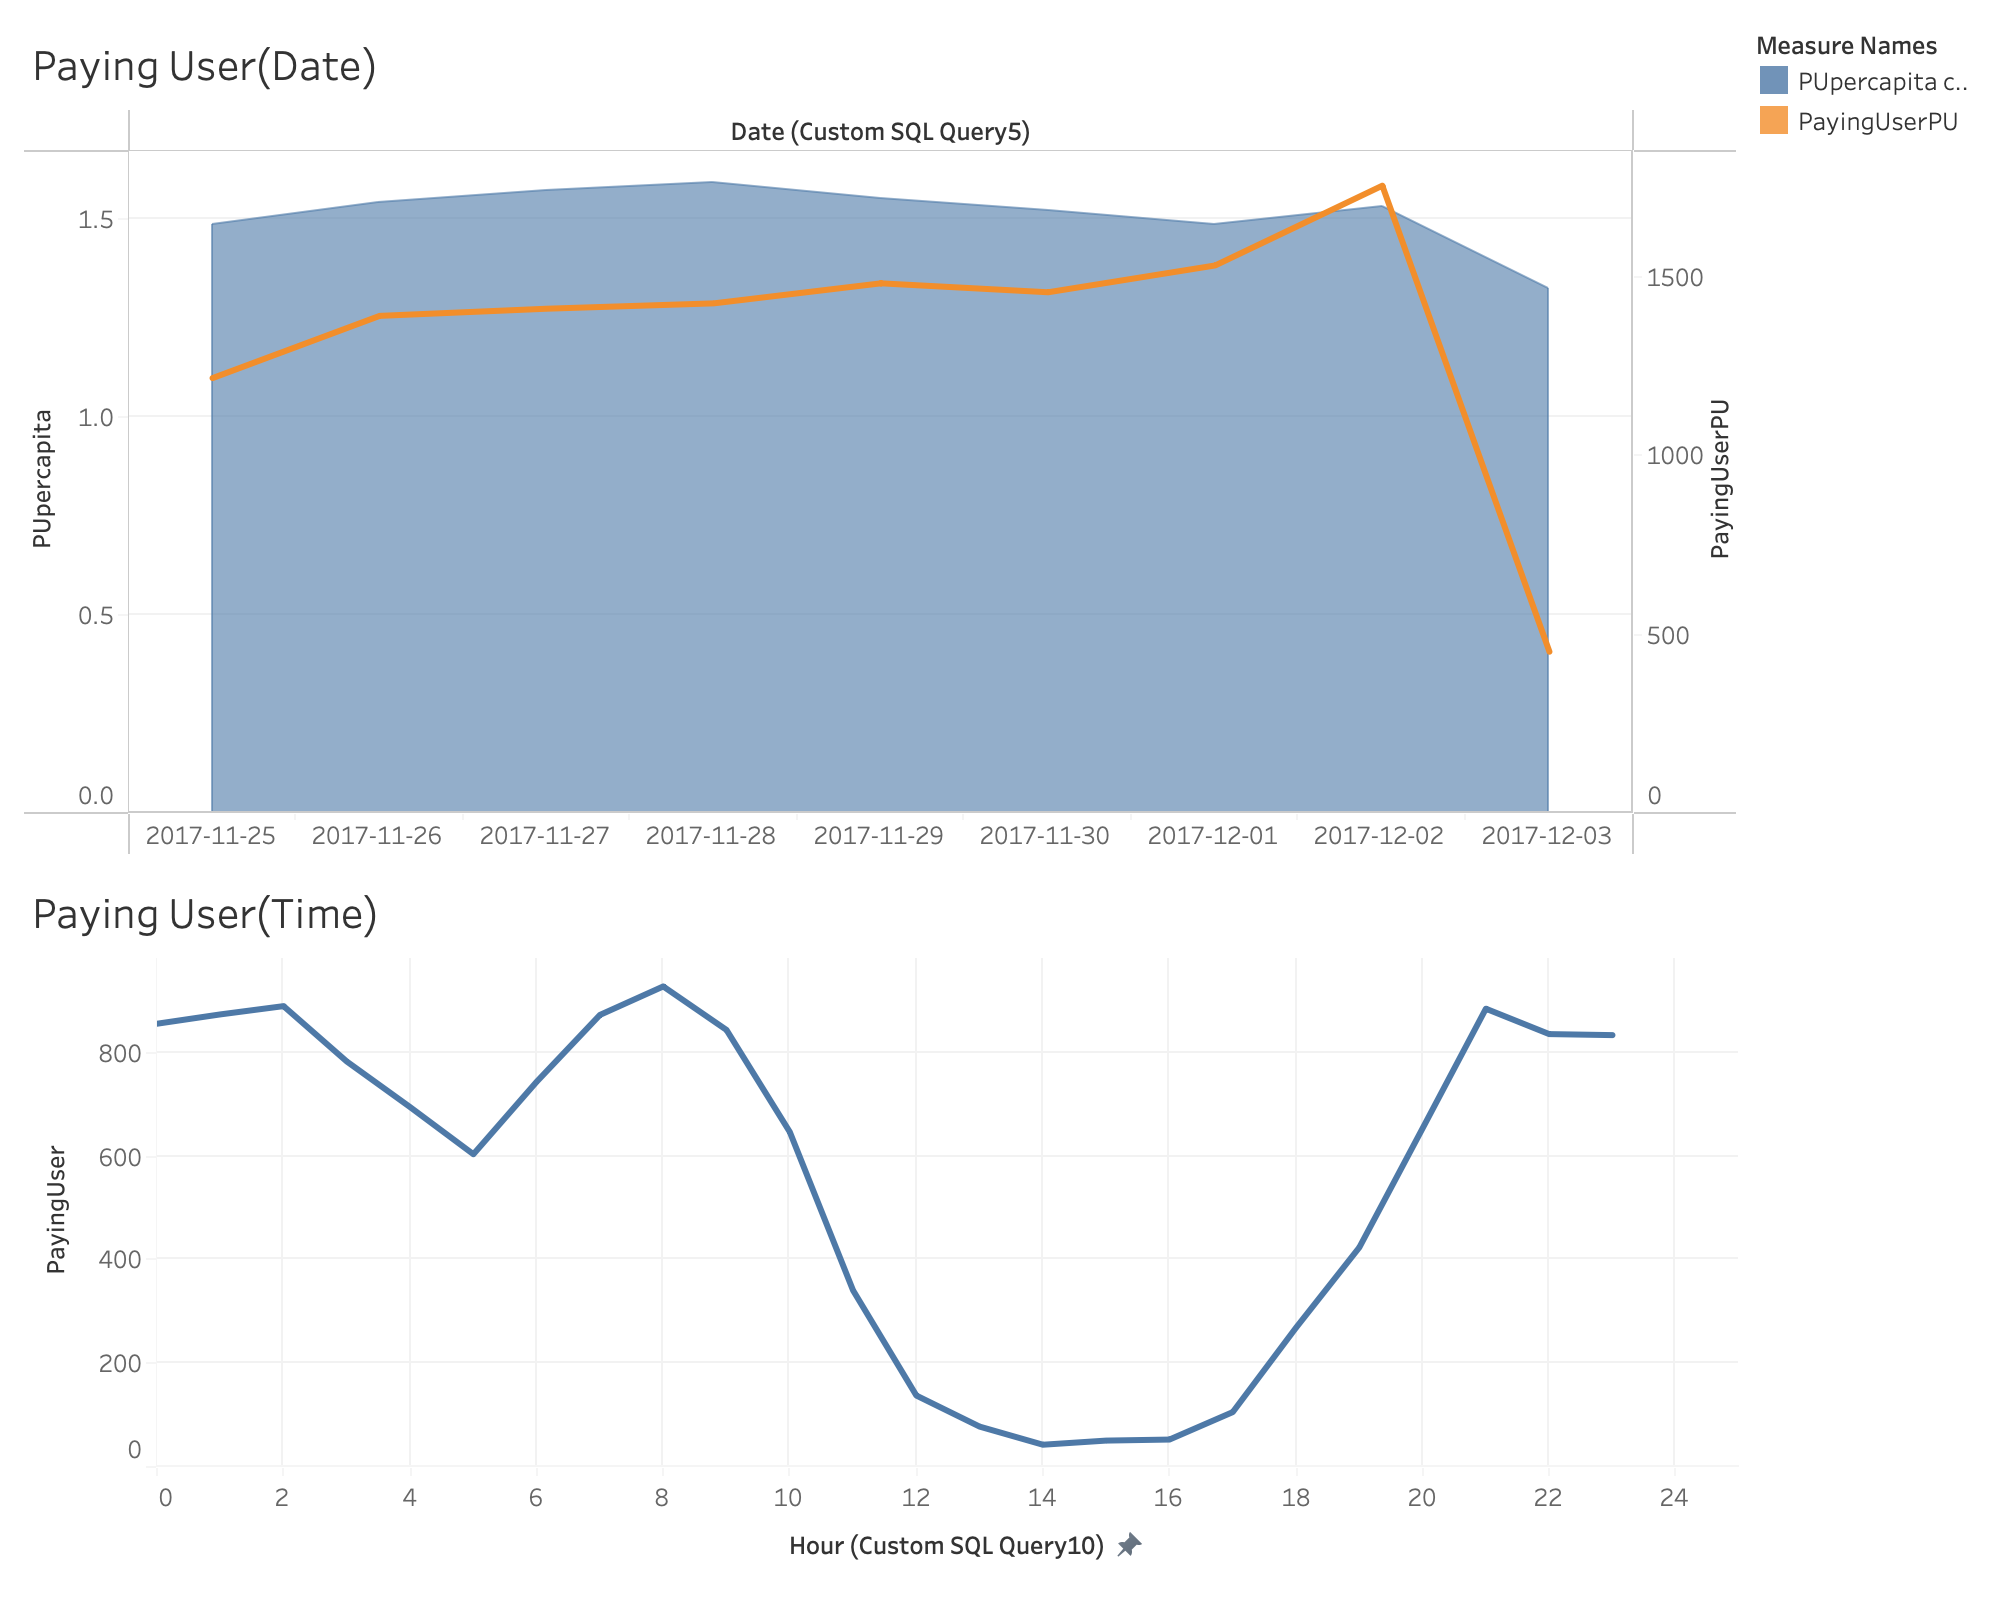 Paying User(Date)
Measure Names
PUpercapita c..
PayingUserPU
Date (Custom SQL Query5)
PUpercapita
1.5
1.0
0.5
0.0
1500
1000
500
0
PayingUserPU
2017-11-25 2017-11-26 2017-11-27 2017-11-28 2017-11-29 2017-11-30 2017-12-01 2017-12-02 2017-12-03
Paying User(Time)
PayingUser
800
600
400
200
0
0 2 4 6 8 10 12 14 16 18 20 22 24
Hour (Custom SQL Query10)